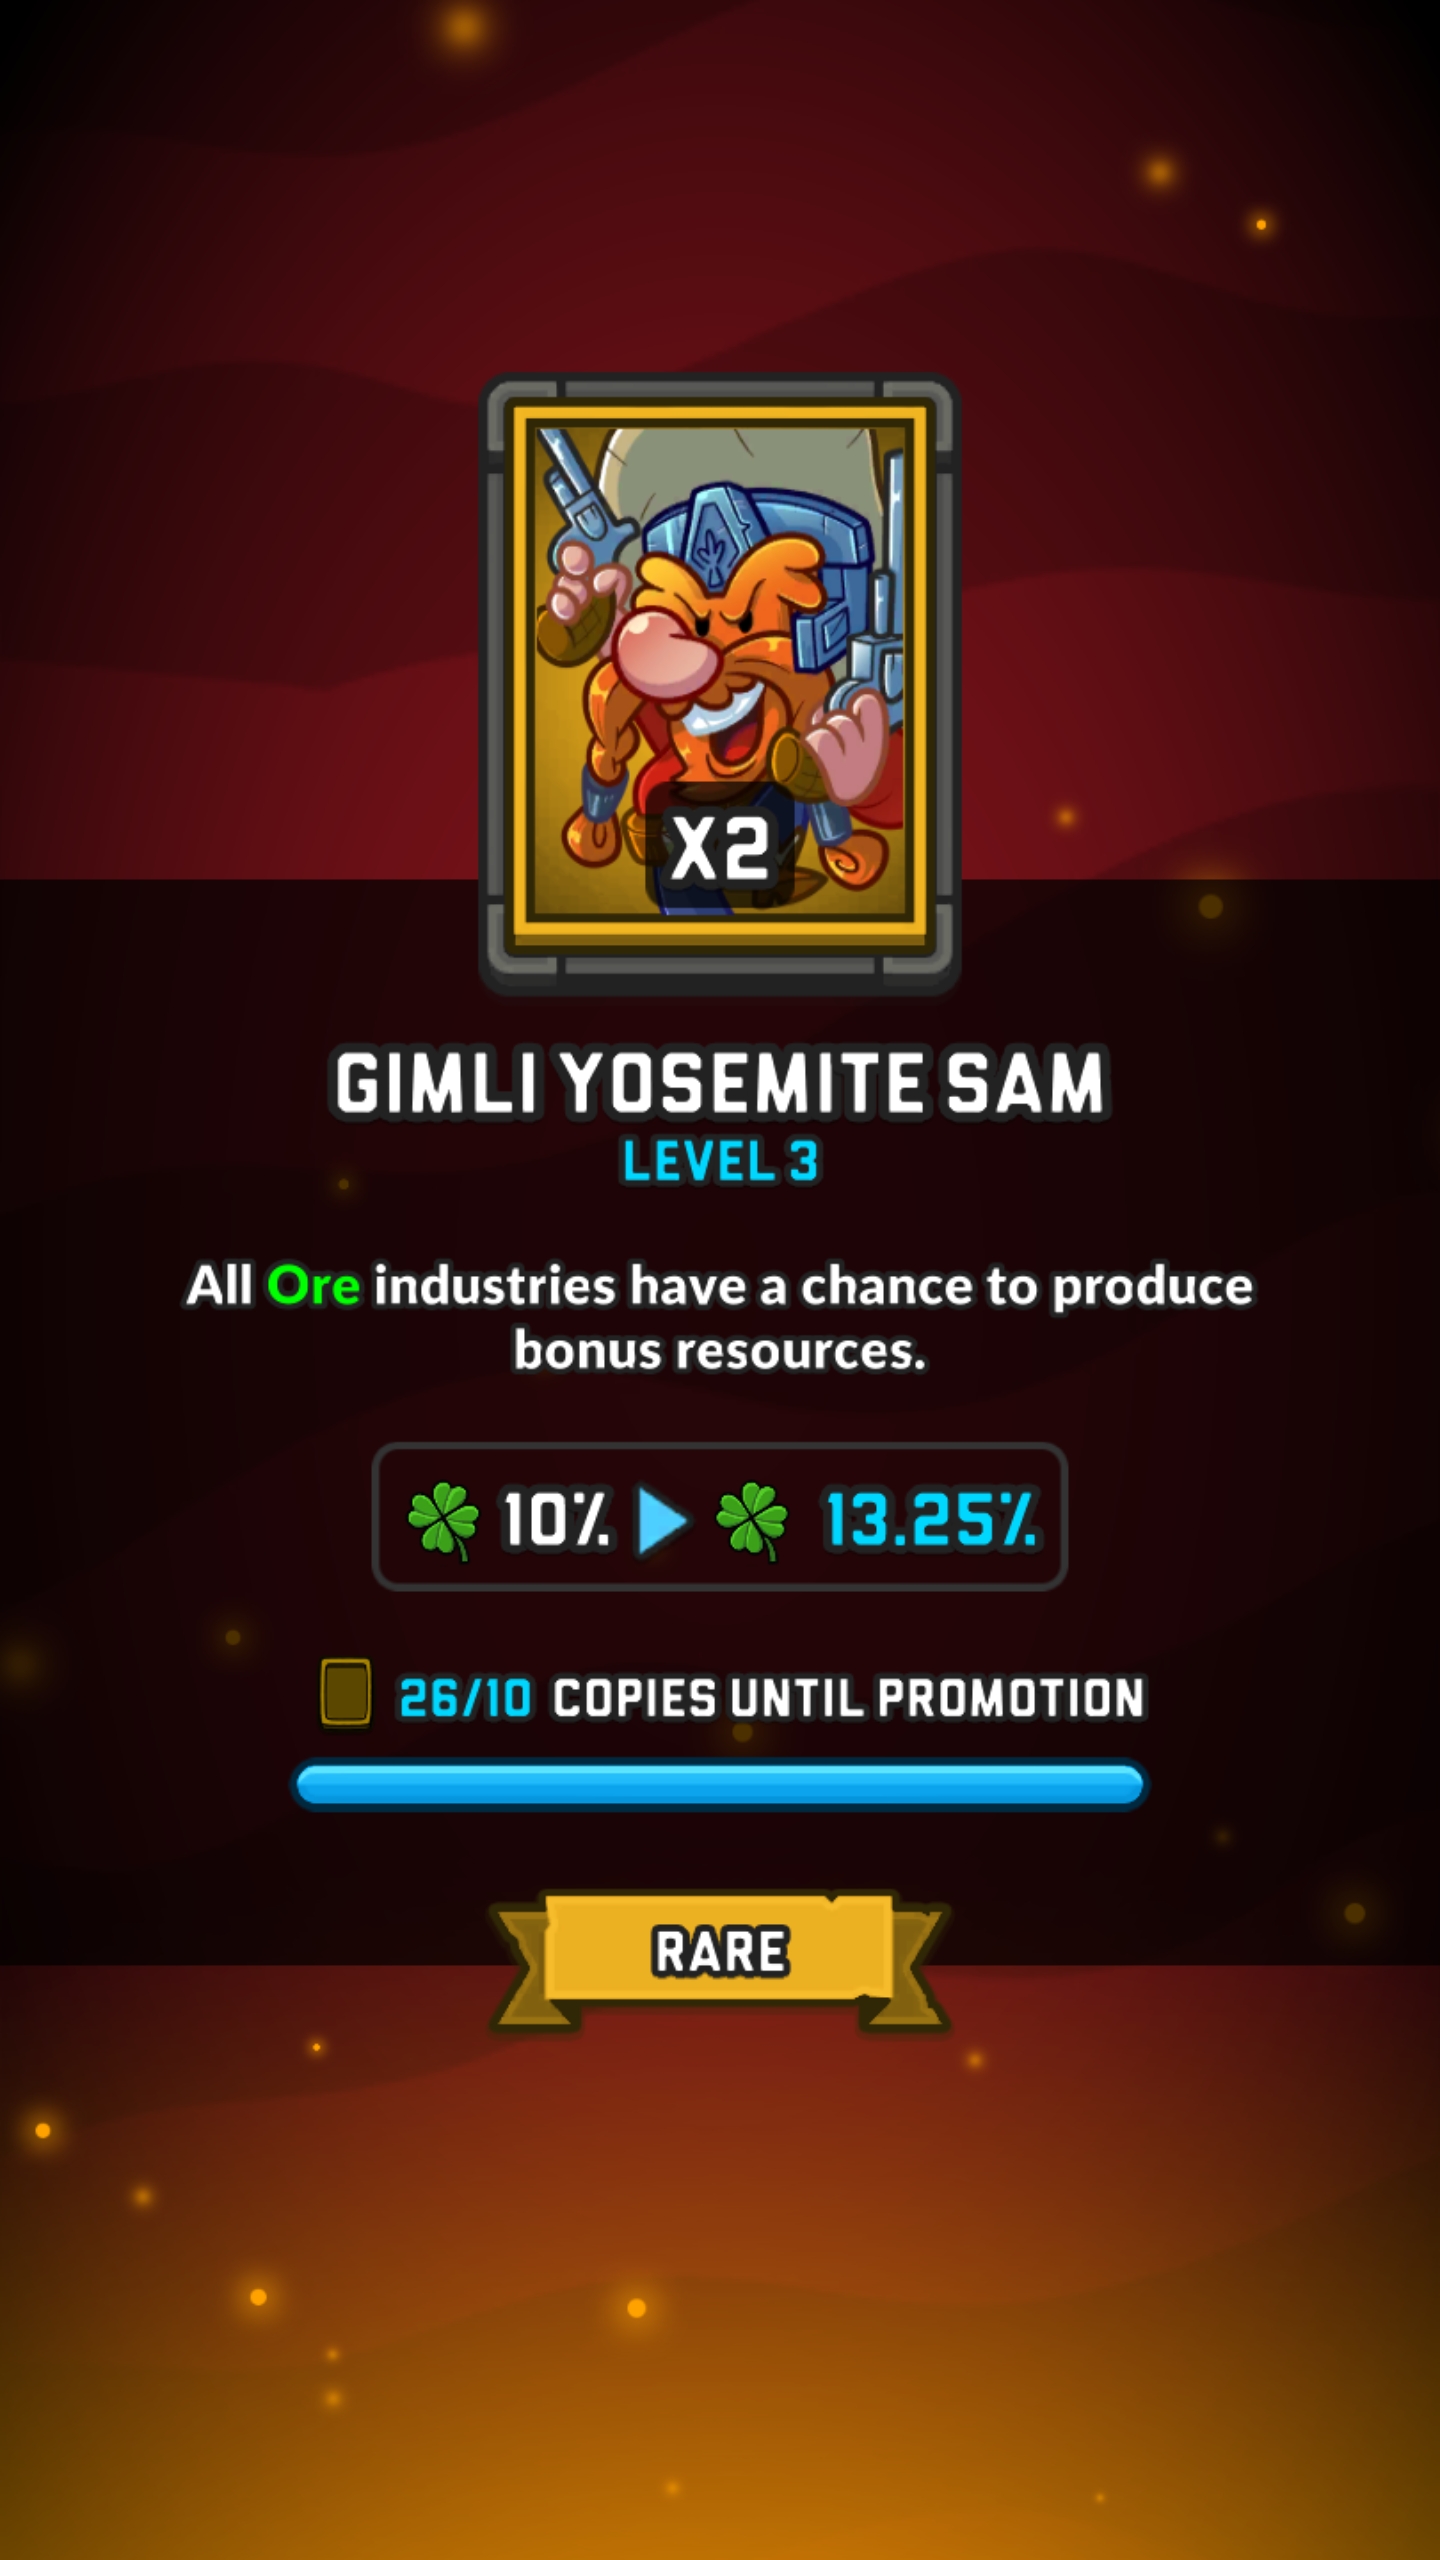 X2
GIMLI YOSEMITE SAM
LEVEL 3
All Ore industries have a chance to produce
bonus resources.
10% 13.25%
26/10 COPIES UNTIL PROMOTION
RARE